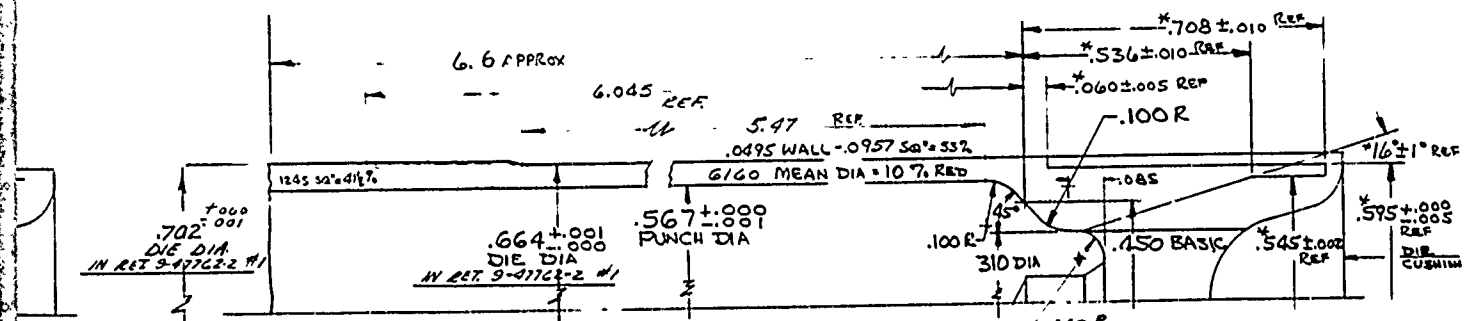 *.708±.010 REF
6.6 APPROX
*.536±.010 REF
6.045 REF.
*.060±.005 REF
5.47 REF.
.100 R
.0495 WALL - .0957 SQ"= 53%
*16°±1° REF
1245 SQ"=41½%
6160 MEAN DIA = 10% RED
.085
.702 +.000 -.001
DIE DIA
IN RET. 9-47762-2 #1
.664 +.001 -.000
DIE DIA
IN RET. 9-47762-2 #1
.567 +.000 -.001
PUNCH DIA
45°
.100 R.
310 DIA
.450 BASIC
*.545±.002
REF
*.595 +.000 -.005
REF
DIE
CUSHION